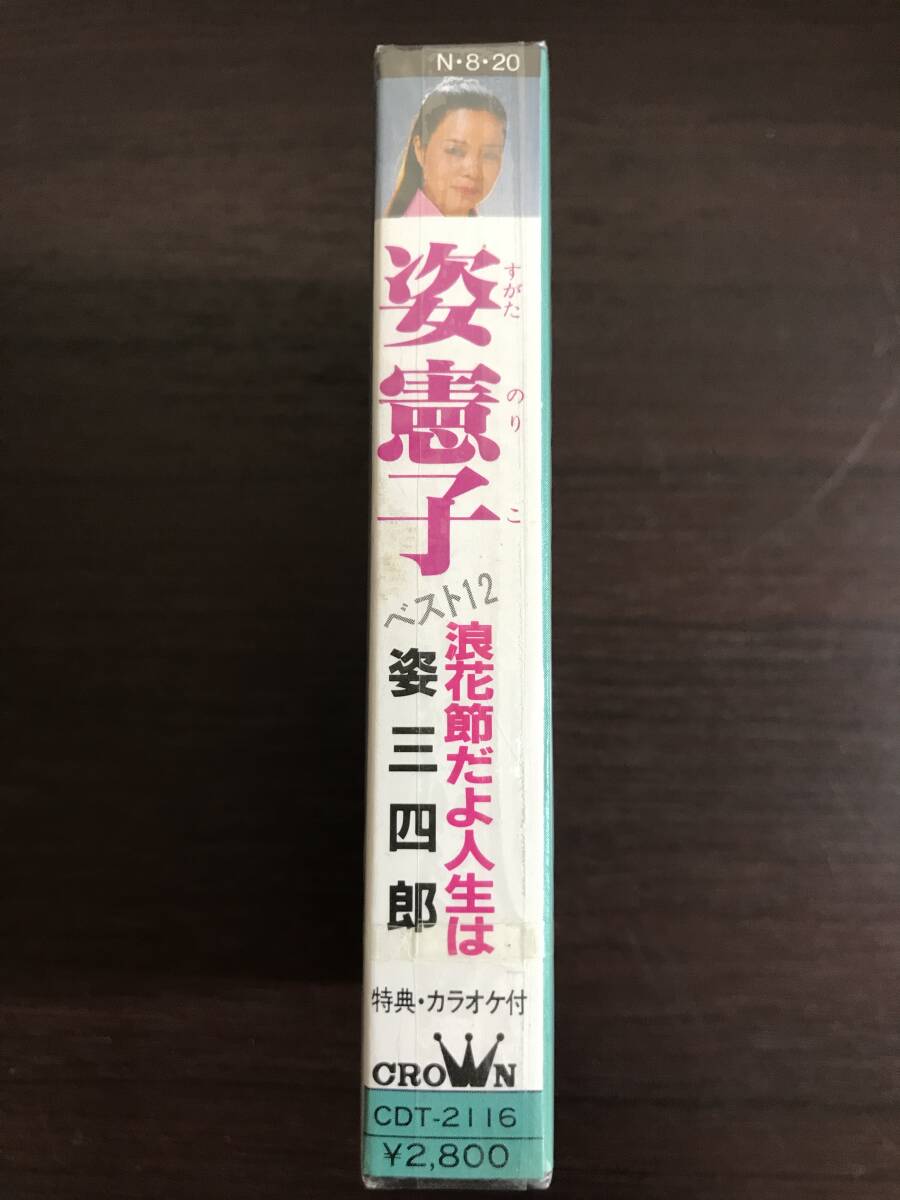 N・8・20
姿憲子
すがた のりこ
ベスト12
浪花節だよ人生は
姿三四郎
特典・カラオケ付
CROWN
CDT-2116
¥2,800